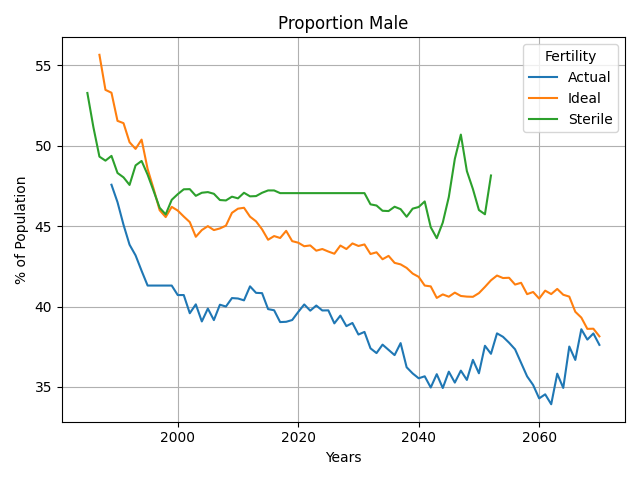 Proportion Male
Fertility
Actual
Ideal
Sterile
% of Population
55
50
45
40
35
2000
2020
2040
2060
Years